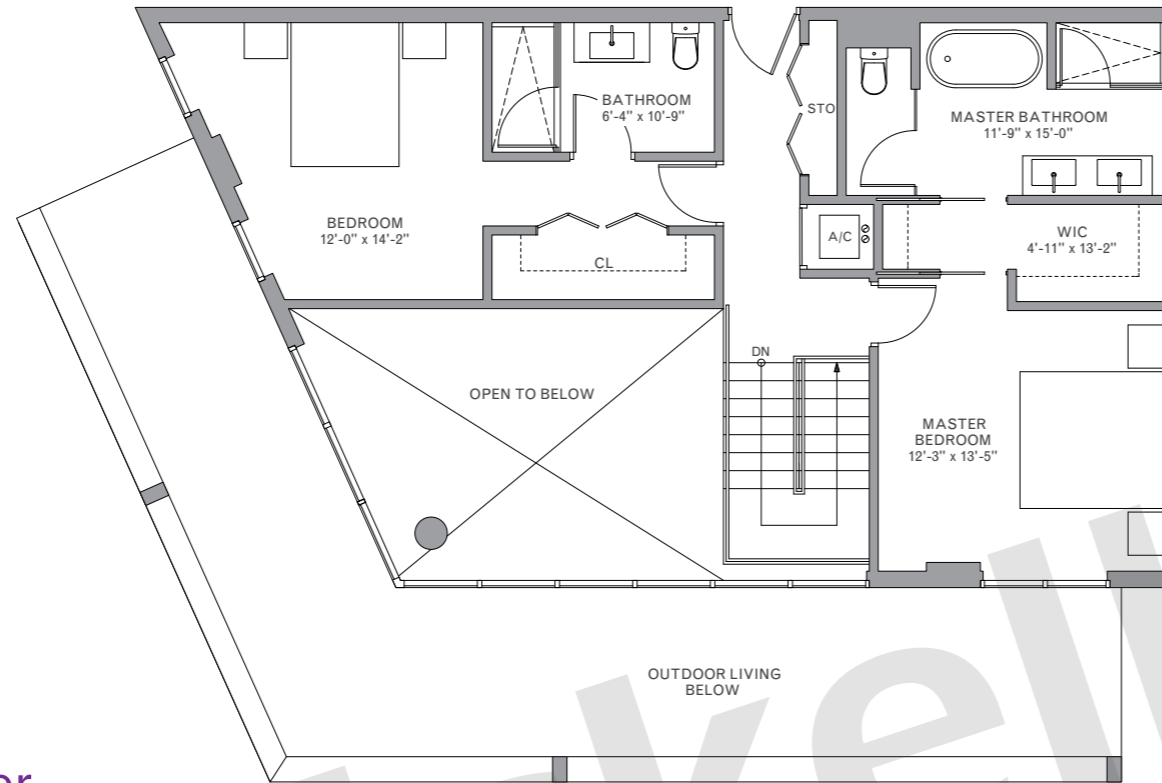 BATHROOM
6'-4" x 10'-9"
STO
MASTER BATHROOM
11'-9" x 15'-0"
BEDROOM
12'-0" x 14'-2"
A/C
WIC
4'-11" x 13'-2"
CL
DN
OPEN TO BELOW
MASTER
BEDROOM
12'-3" x 13'-5"
OUTDOOR LIVING
BELOW